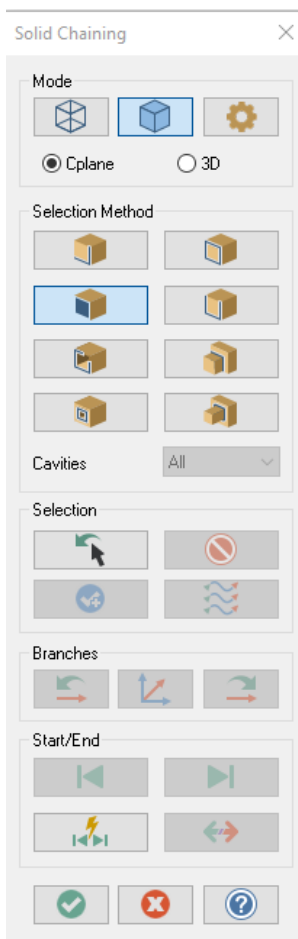 Solid Chaining
Mode
Cplane 3D
Selection Method
Cavities All
Selection
Branches
Start/End